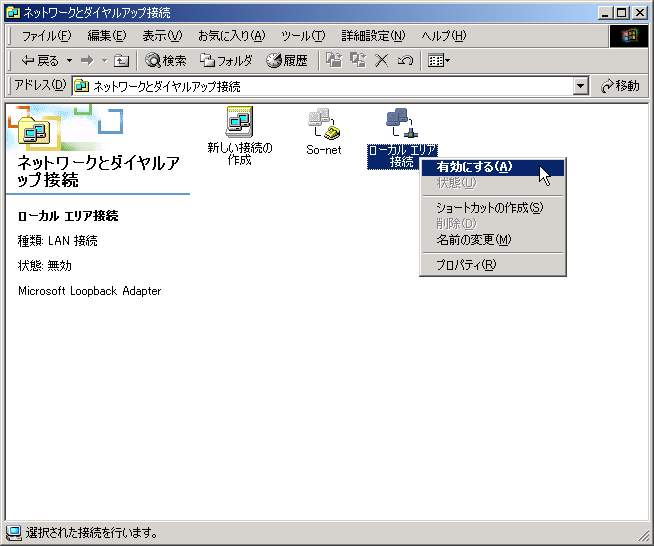 ネットワークとダイヤルアップ接続
ファイル(F) 編集(E) 表示(V) お気に入り(A) ツール(T) 詳細設定(N) ヘルプ(H)
戻る 検索 フォルダ 履歴
アドレス(D) ネットワークとダイヤルアップ接続 移動
ネットワークとダイヤルア
ップ接続
ローカル エリア接続
種類: LAN 接続
状態: 無効
Microsoft Loopback Adapter
新しい接続の
作成
So-net
ローカル エリア
接続
有効にする(A)
状態(U)
ショートカットの作成(S)
削除(D)
名前の変更(M)
プロパティ(R)
選択された接続を行います。